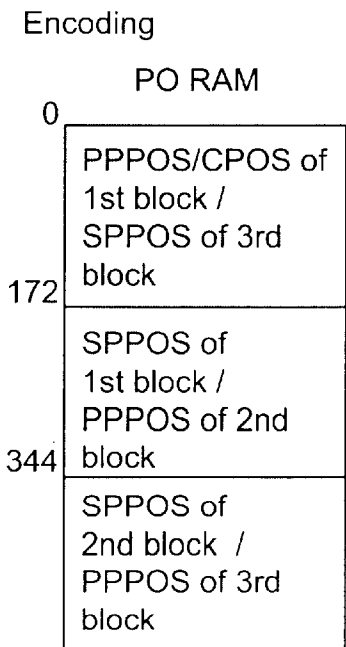 Encoding
PO RAM
0
PPPOS/CPOS of
1st block /
SPPOS of 3rd
block
172
SPPOS of
1st block /
PPPOS of 2nd
block
344
SPPOS of
2nd block /
PPPOS of 3rd
block